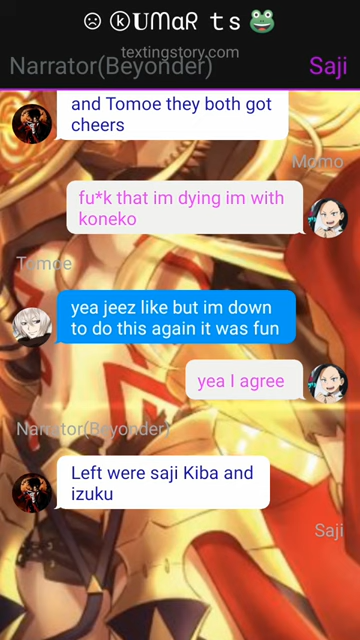 ☹ ⓚUᗰaR ts 🐸
textingstory.com
Narrator(Beyonder)
Saji
and Tomoe they both got
cheers
Momo
fu*k that im dying im with
koneko
Tomoe
yea jeez like but im down
to do this again it was fun
yea I agree
Narrator(Beyonder)
Left were saji Kiba and
izuku
Saji